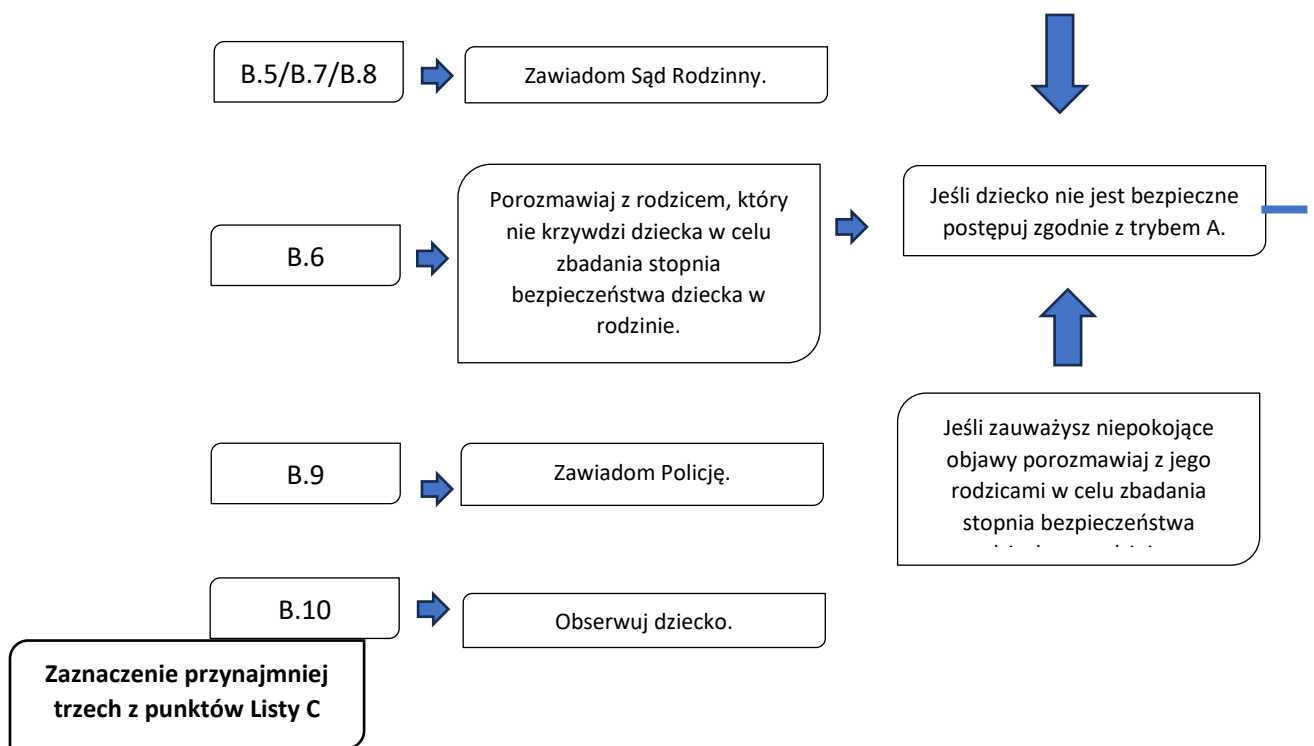 B.5/B.7/B.8
Zawiadom Sąd Rodzinny.
B.6
Porozmawiaj z rodzicem, który
nie krzywdzi dziecka w celu
zbadania stopnia
bezpieczeństwa dziecka w
rodzinie.
Jeśli dziecko nie jest bezpieczne
postępuj zgodnie z trybem A.
B.9
Zawiadom Policję.
Jeśli zauważysz niepokojące
objawy porozmawiaj z jego
rodzicami w celu zbadania
stopnia bezpieczeństwa
B.10
Obserwuj dziecko.
Zaznaczenie przynajmniej
trzech z punktów Listy C